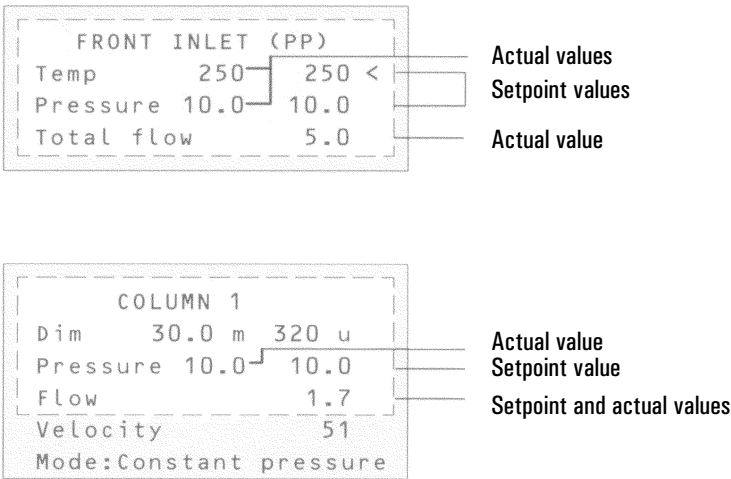 FRONT INLET (PP)
Temp 250 250 <
Pressure 10.0 10.0
Total flow 5.0
Actual values
Setpoint values
Actual value
COLUMN 1
Dim 30.0 m 320 u
Pressure 10.0 10.0
Flow 1.7
Velocity 51
Mode:Constant pressure
Actual value
Setpoint value
Setpoint and actual values